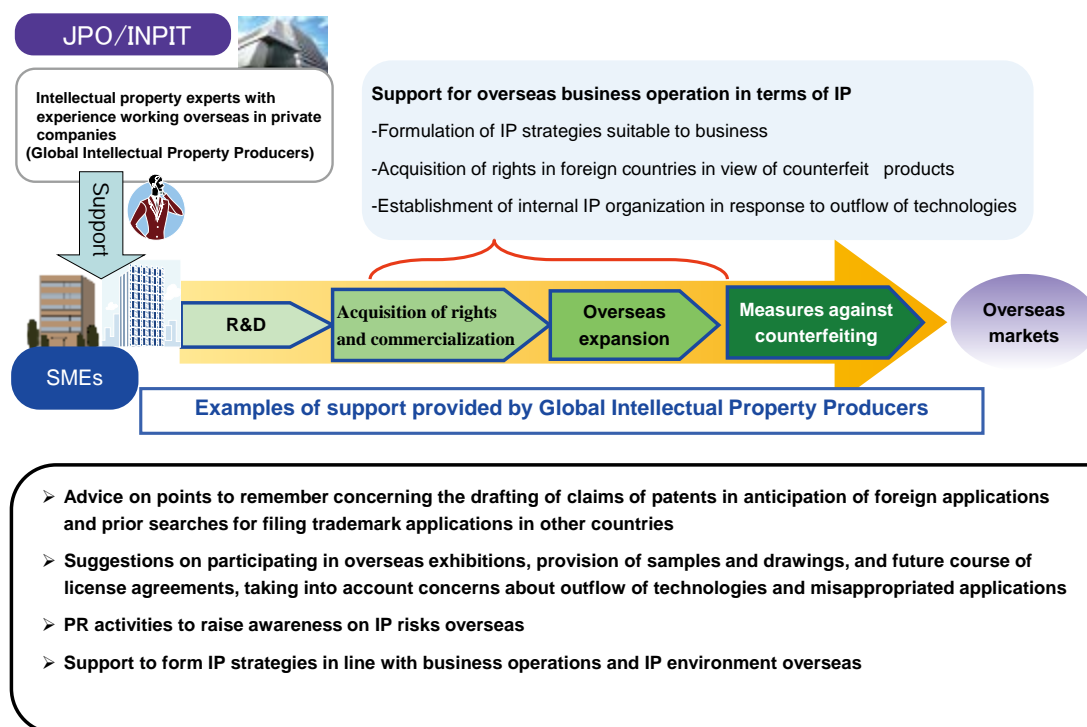 JPO/INPIT
Intellectual property experts with
experience working overseas in private
companies
(Global Intellectual Property Producers)
Support
Support for overseas business operation in terms of IP
-Formulation of IP strategies suitable to business
-Acquisition of rights in foreign countries in view of counterfeit products
-Establishment of internal IP organization in response to outflow of technologies
SMEs
R&D
Acquisition of rights
and commercialization
Overseas
expansion
Measures against
counterfeiting
Overseas
markets
Examples of support provided by Global Intellectual Property Producers
➢ Advice on points to remember concerning the drafting of claims of patents in anticipation of foreign applications
and prior searches for filing trademark applications in other countries
➢ Suggestions on participating in overseas exhibitions, provision of samples and drawings, and future course of
license agreements, taking into account concerns about outflow of technologies and misappropriated applications
➢ PR activities to raise awareness on IP risks overseas
➢ Support to form IP strategies in line with business operations and IP environment overseas